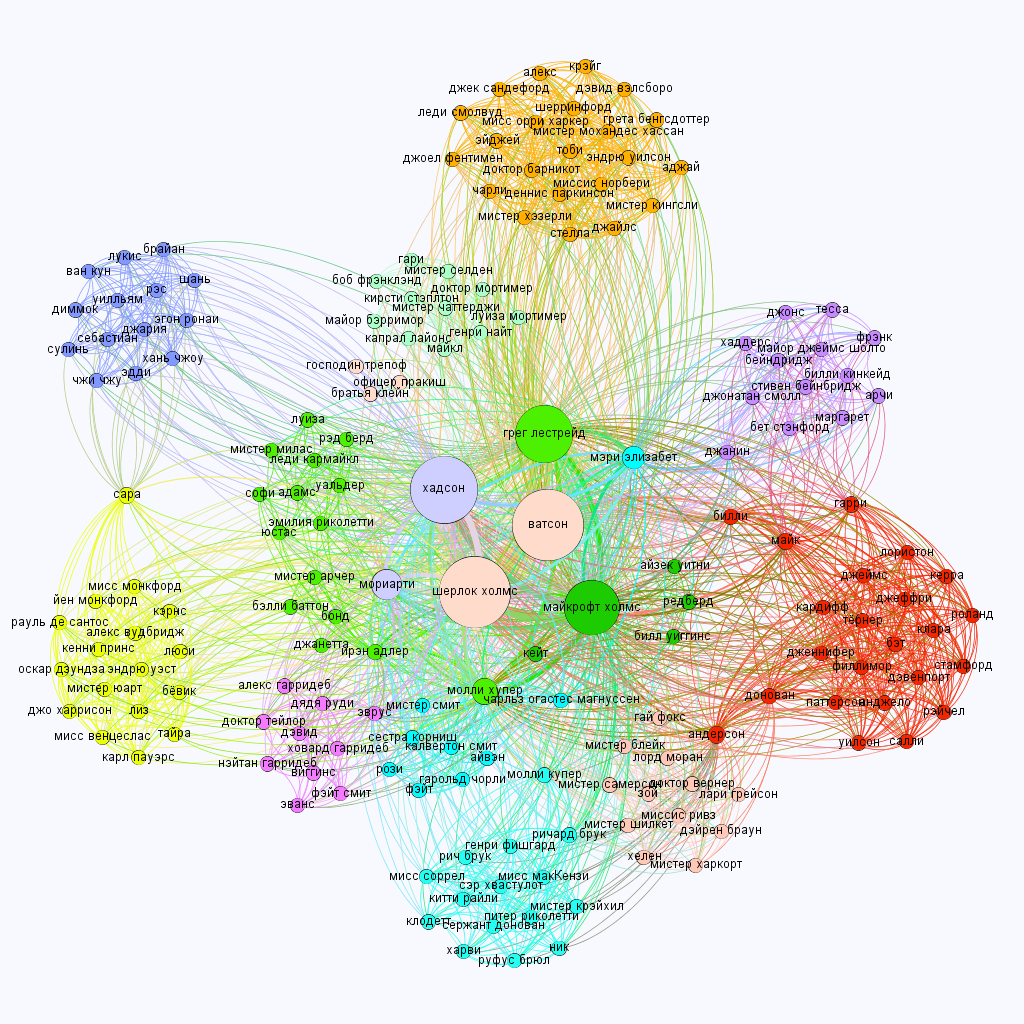 крэйг
алекс
джек сандефорд
дэвид вэлсборо
шерринфорд
леди смолвуд
мисс орри харкер
грета бенгсдоттер
мистер мохандес хассан
эйджей
тоби
джоел фентимен
эндрю уилсон
аджай
доктор барникот
миссис норбери
чарли
деннис паркинсон
мистер кингсли
мистер хэзерли
джайлс
стелла
брайан
лукис
ван кун
шань
рэс
уилльям
диммок
эгон ронаи
джария
себастиан
сулинь
хань чжоу
эдди
чжи чжу
гари
мистер селден
боб фрэнклэнд
доктор мортимер
кирсти стэплтон
мистер чаттерджи
луиза мортимер
майор бэрримор
генри найт
капрал лайонс
майкл
господин трепоф
офицер пракиш
братья клейн
джонс
тесса
фрэнк
хаддерс
майор джеймс шолто
бейндридж
билли кинкейд
стивен бейнбридж
джонатан смолл
арчи
маргарет
бет стэнфорд
джанин
луиза
рэд берд
мистер милас
леди кармайкл
уальдер
софи адамс
эмилия риколетти
юстас
грег лестрейд
мэри элизабет
хадсон
ватсон
сара
гарри
билли
майк
лористон
айзек уитни
мистер арчер
мориарти
шерлок холмс
майкрофт холмс
редберд
джеймс
керра
джеффри
кардифф
роланд
тернер
клара
бэт
дженнифер
филлимор
стамфорд
дэвенпорт
донован
паттерсон
анджело
рэйчел
уилсон
салли
андерсон
мисс монкфорд
йен монкфорд
кэрнс
рауль де сантос
алекс вудбридж
кенни принс
люси
оскар дзундза
эндрю уэст
мистер юарт
бевик
джо харрисон
лиз
мисс венцеслас
тайра
карл пауэрс
бэлли баттон
бонд
джанетта
ирэн адлер
кейт
билл уиггинс
молли хупер
чарльз огастес магнуссен
алекс гарридеб
дядя руди
эврус
мистер смит
доктор тейлор
дэвид
сестра корниш
ховард гарридеб
калвертон смит
айвэн
нэйтан гарридеб
виггинс
рози
гарольд чорли
фэйт смит
фэйт
эванс
молли купер
гай фокс
мистер блейк
лорд моран
мистер самерсон
доктор вернер
зой
лари грейсон
миссис ривз
мистер шилкет
дэйрен браун
хелен
мистер харкорт
ричард брук
генри фишгард
рич брук
мисс соррел
мисс макКензи
сэр хвастулот
китти райли
мистер крэйхил
питер риколетти
клодетт
сержант донован
харви
ник
руфус брюл